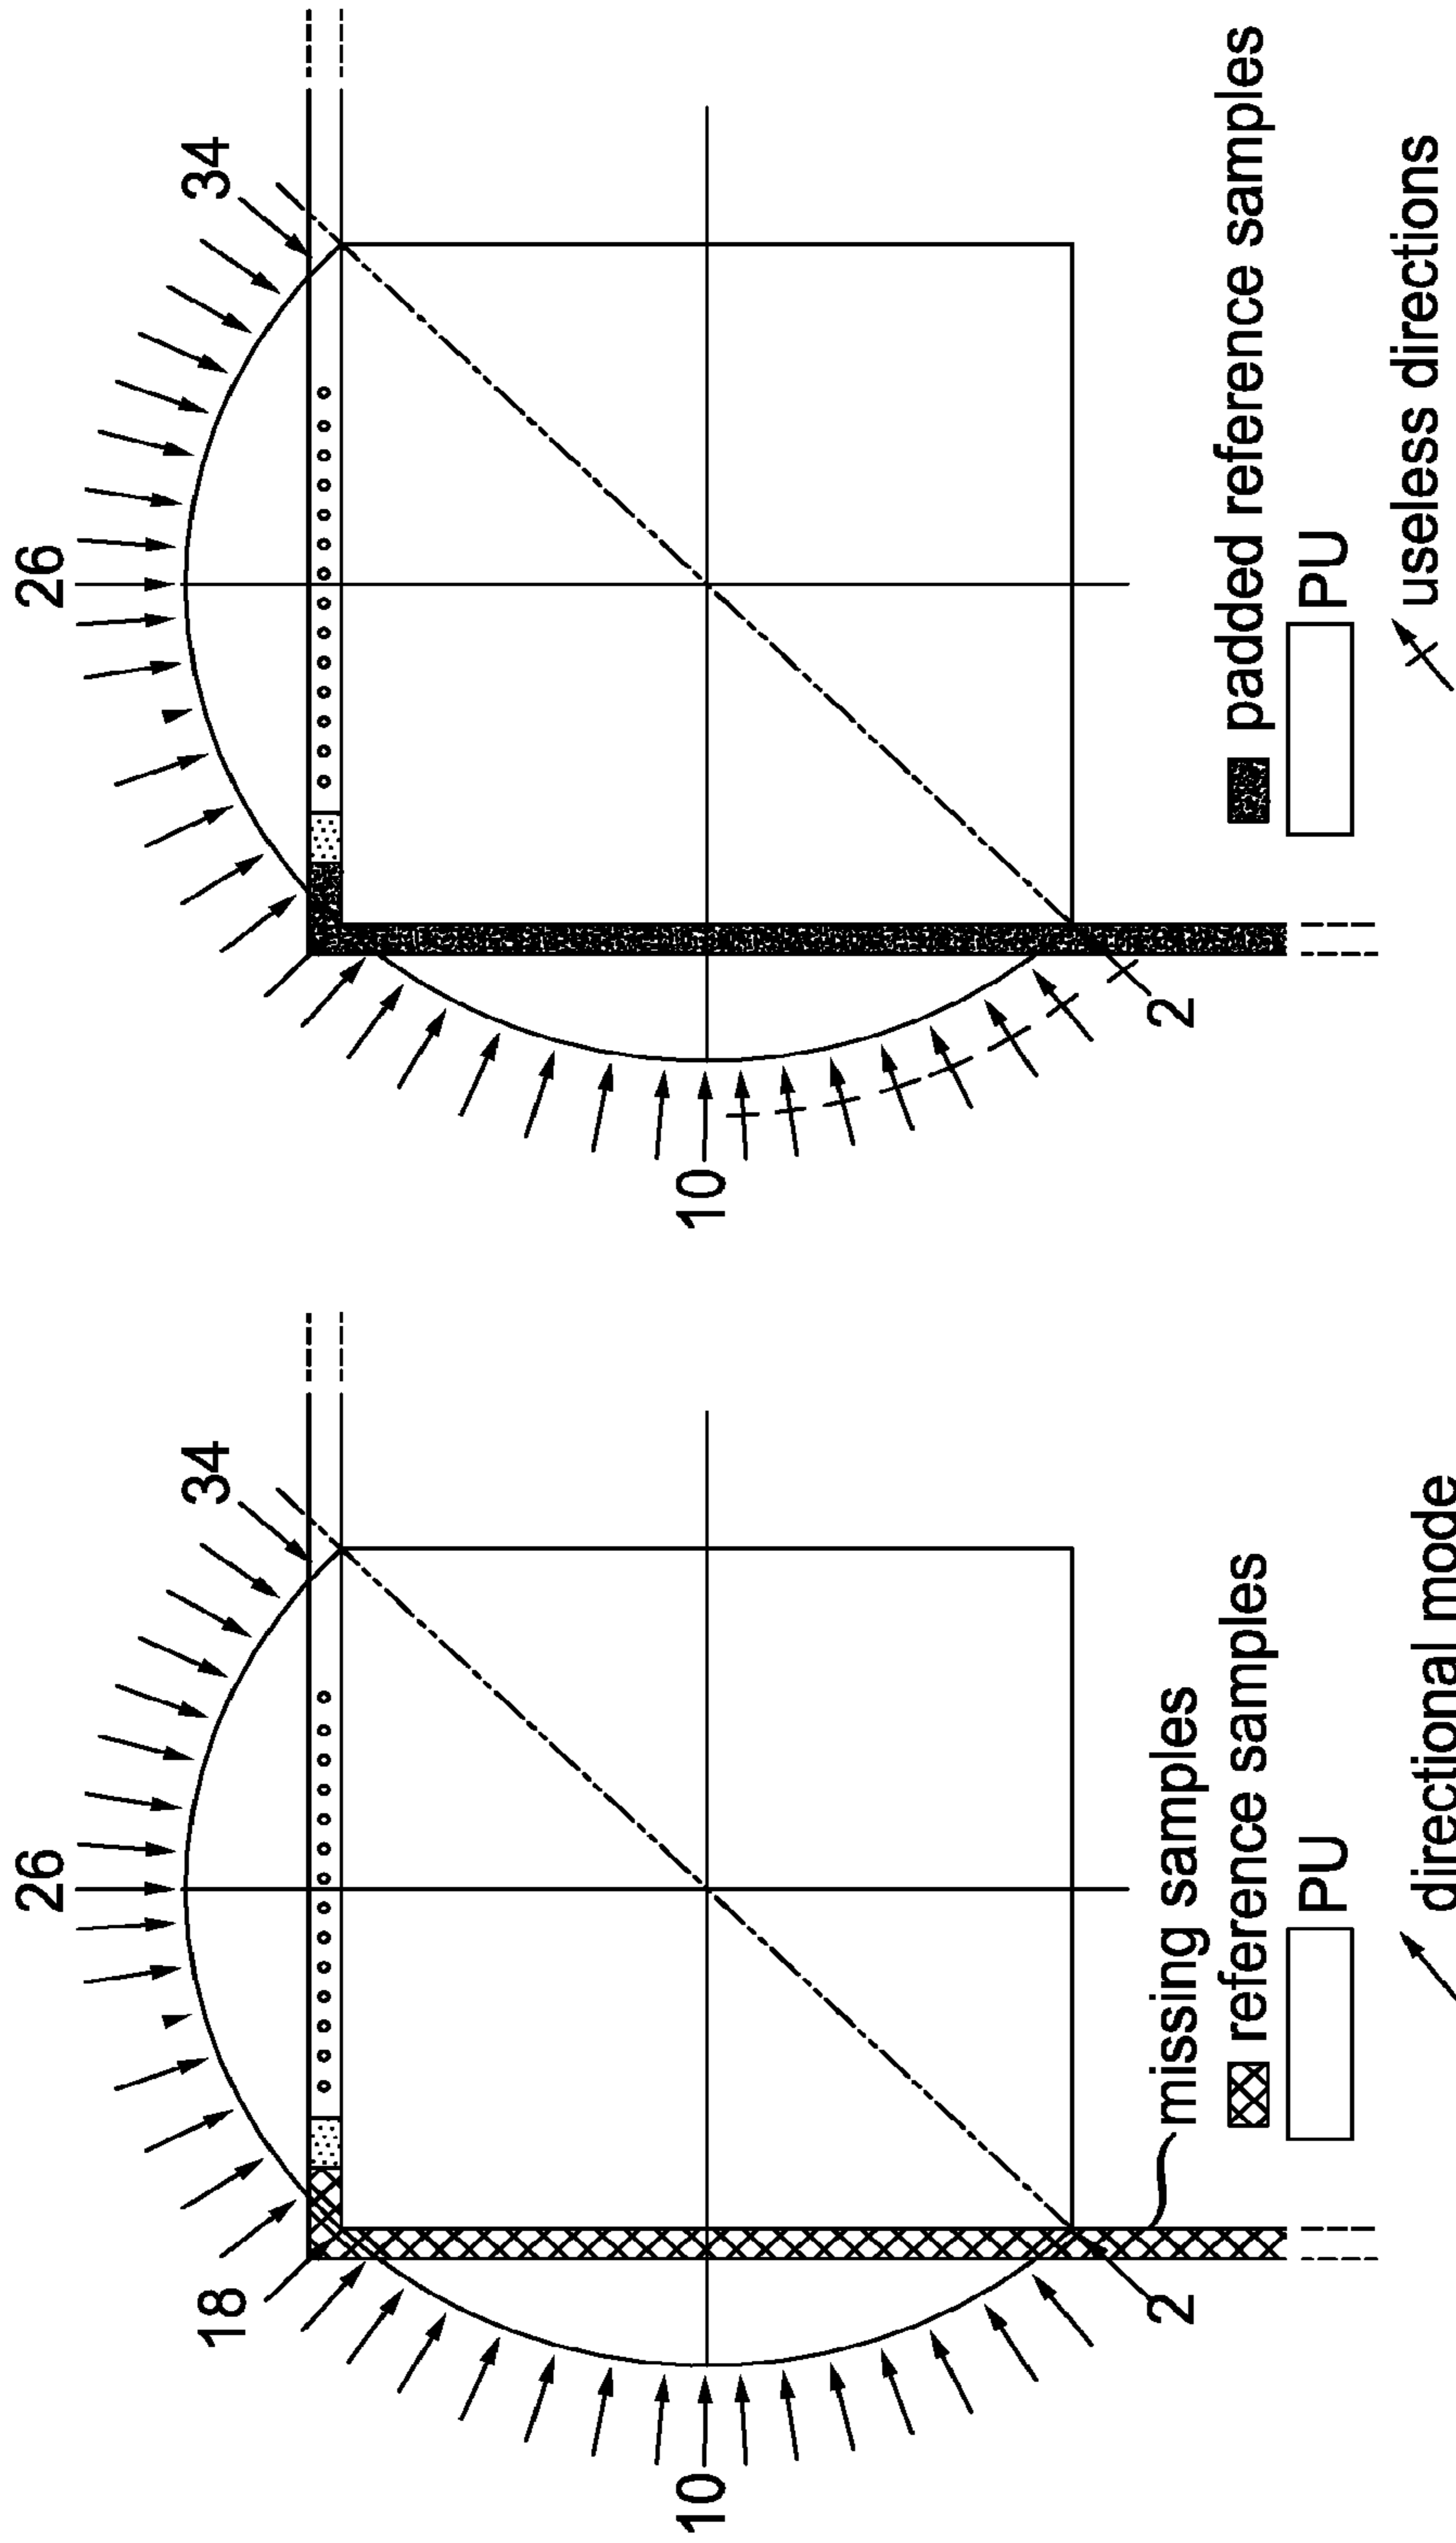 26
34
18
10
2
missing samples
reference samples
PU
directional mode
26
34
10
2
padded reference samples
PU
useless directions